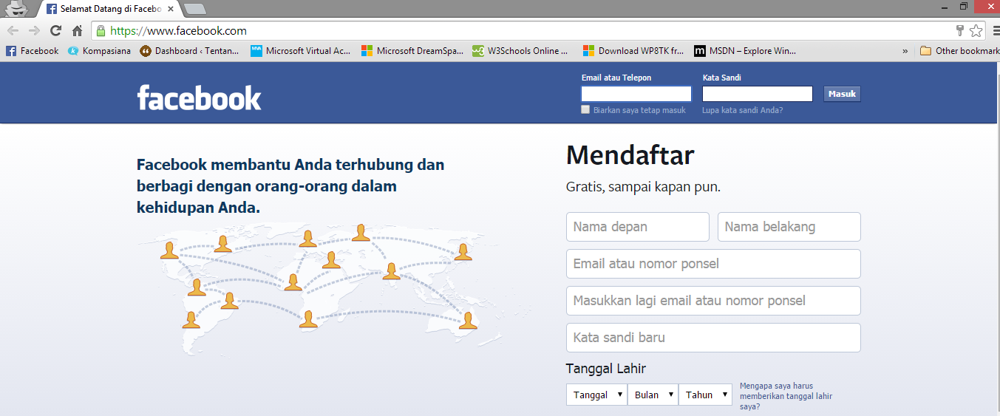 Selamat Datang di Facebo
https://www.facebook.com
Facebook
Kompasiana
Dashboard ‹ Tentan...
Microsoft Virtual Ac...
Microsoft DreamSpa...
W3Schools Online ...
Download WP8TK fr...
MSDN – Explore Win...
»
Other bookmark
facebook
Email atau Telepon
Kata Sandi
Masuk
Biarkan saya tetap masuk
Lupa kata sandi Anda?
Facebook membantu Anda terhubung dan
berbagi dengan orang-orang dalam
kehidupan Anda.
Mendaftar
Gratis, sampai kapan pun.
Nama depan
Nama belakang
Email atau nomor ponsel
Masukkan lagi email atau nomor ponsel
Kata sandi baru
Tanggal Lahir
Tanggal
Bulan
Tahun
Mengapa saya harus
memberikan tanggal lahir
saya?